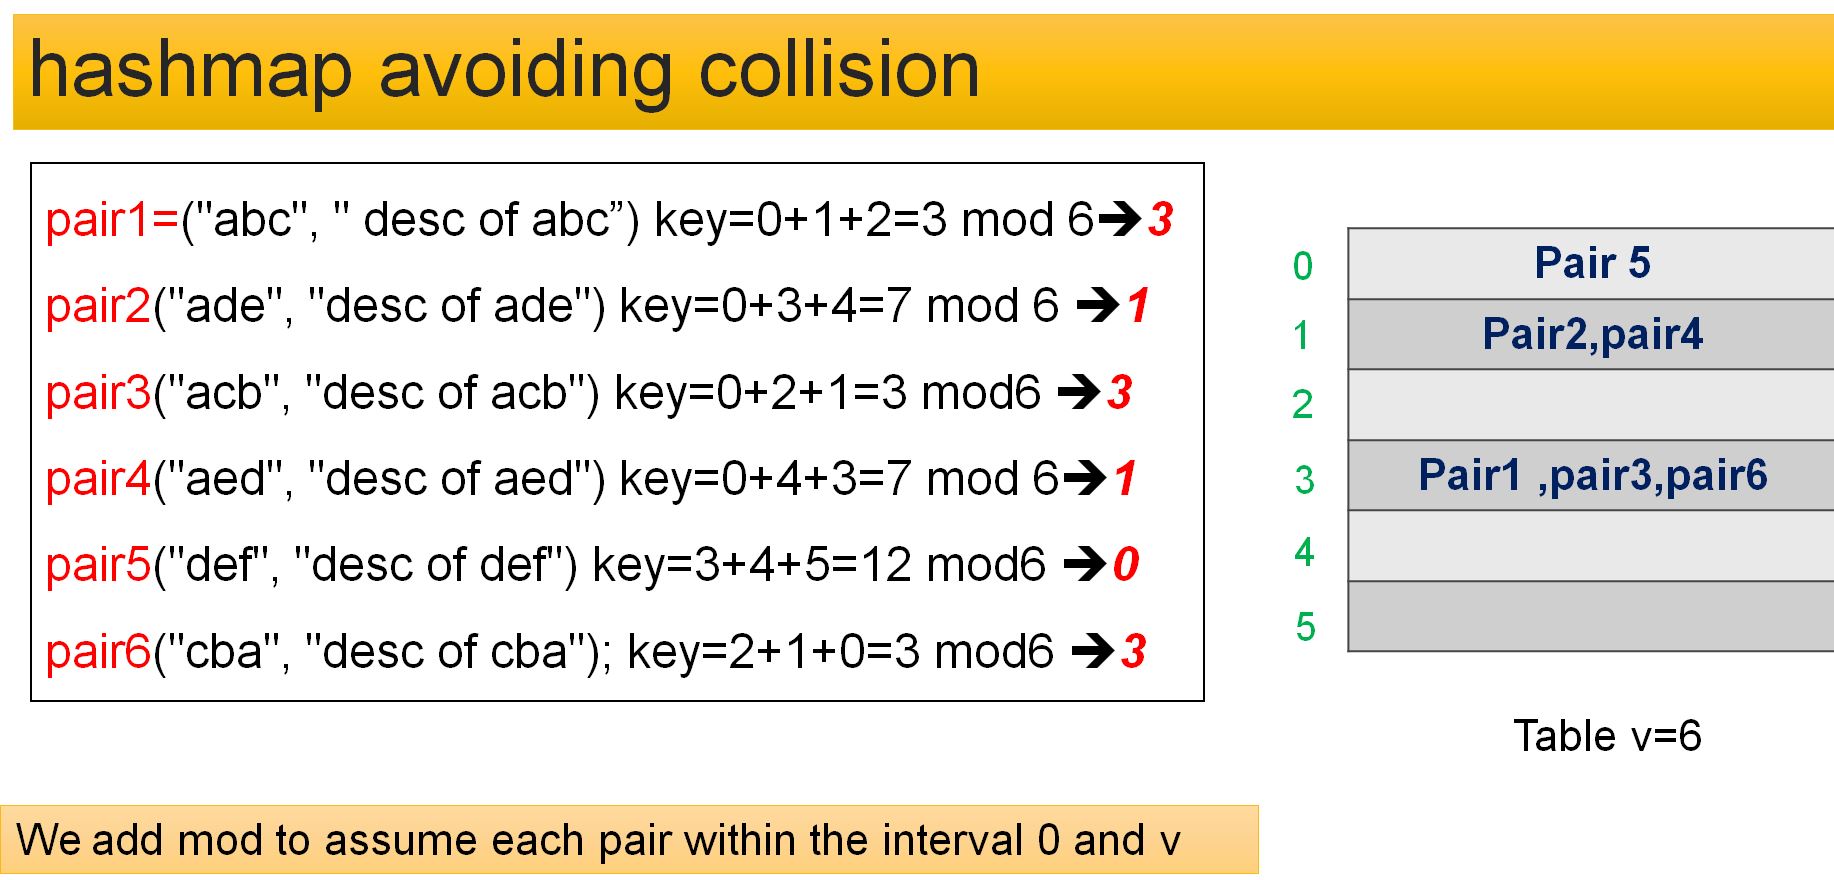 hashmap avoiding collision
pair1=("abc", " desc of abc”) key=0+1+2=3 mod 6➔3
pair2("ade", "desc of ade") key=0+3+4=7 mod 6 ➔1
pair3("acb", "desc of acb") key=0+2+1=3 mod6 ➔3
pair4("aed", "desc of aed") key=0+4+3=7 mod 6➔1
pair5("def", "desc of def") key=3+4+5=12 mod6 ➔0
pair6("cba", "desc of cba"); key=2+1+0=3 mod6 ➔3
0 Pair 5
1 Pair2,pair4
2
3 Pair1 ,pair3,pair6
4
5
Table v=6
We add mod to assume each pair within the interval 0 and v